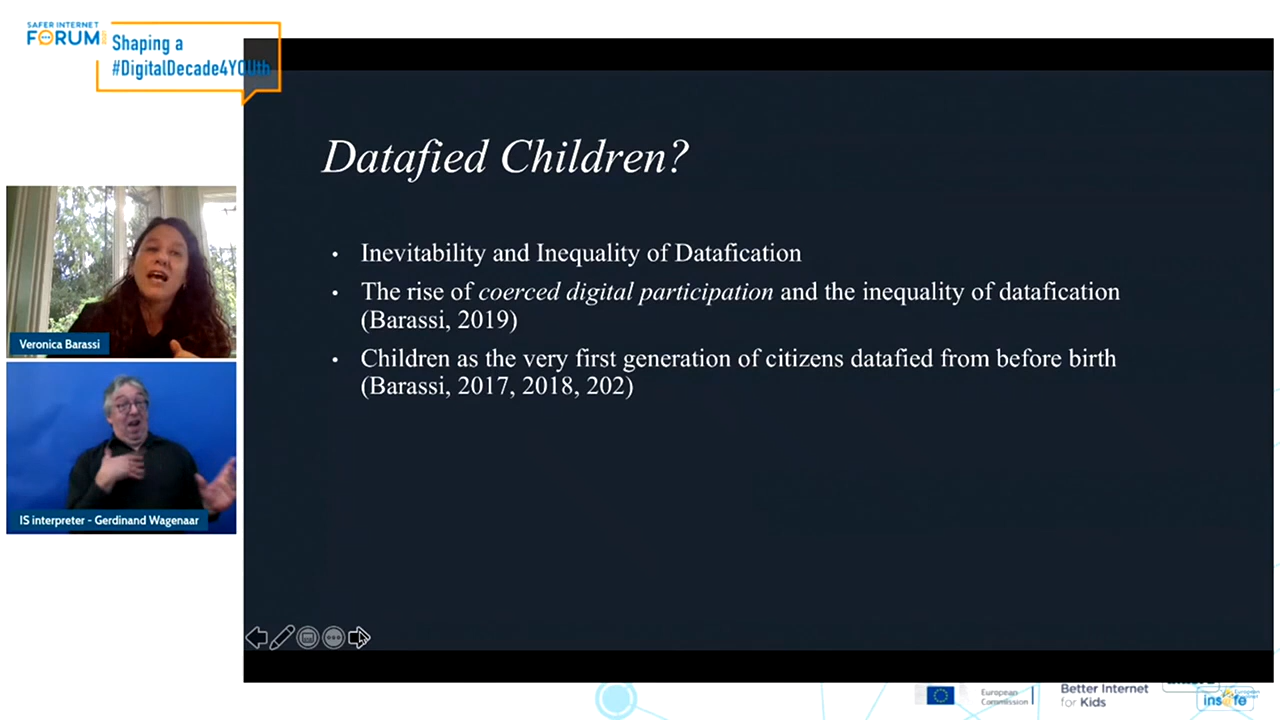 SAFER INTERNET
FORUM
Shaping a
#DigitalDecade4YOUth
Datafied Children?
• Inevitability and Inequality of Datafication
• The rise of coerced digital participation and the inequality of datafication
(Barassi, 2019)
• Children as the very first generation of citizens datafied from before birth
(Barassi, 2017, 2018, 202)
Veronica Barassi
IS interpreter - Gerdinand Wagenaar
European
Commission
Better Internet
for Kids
insafe